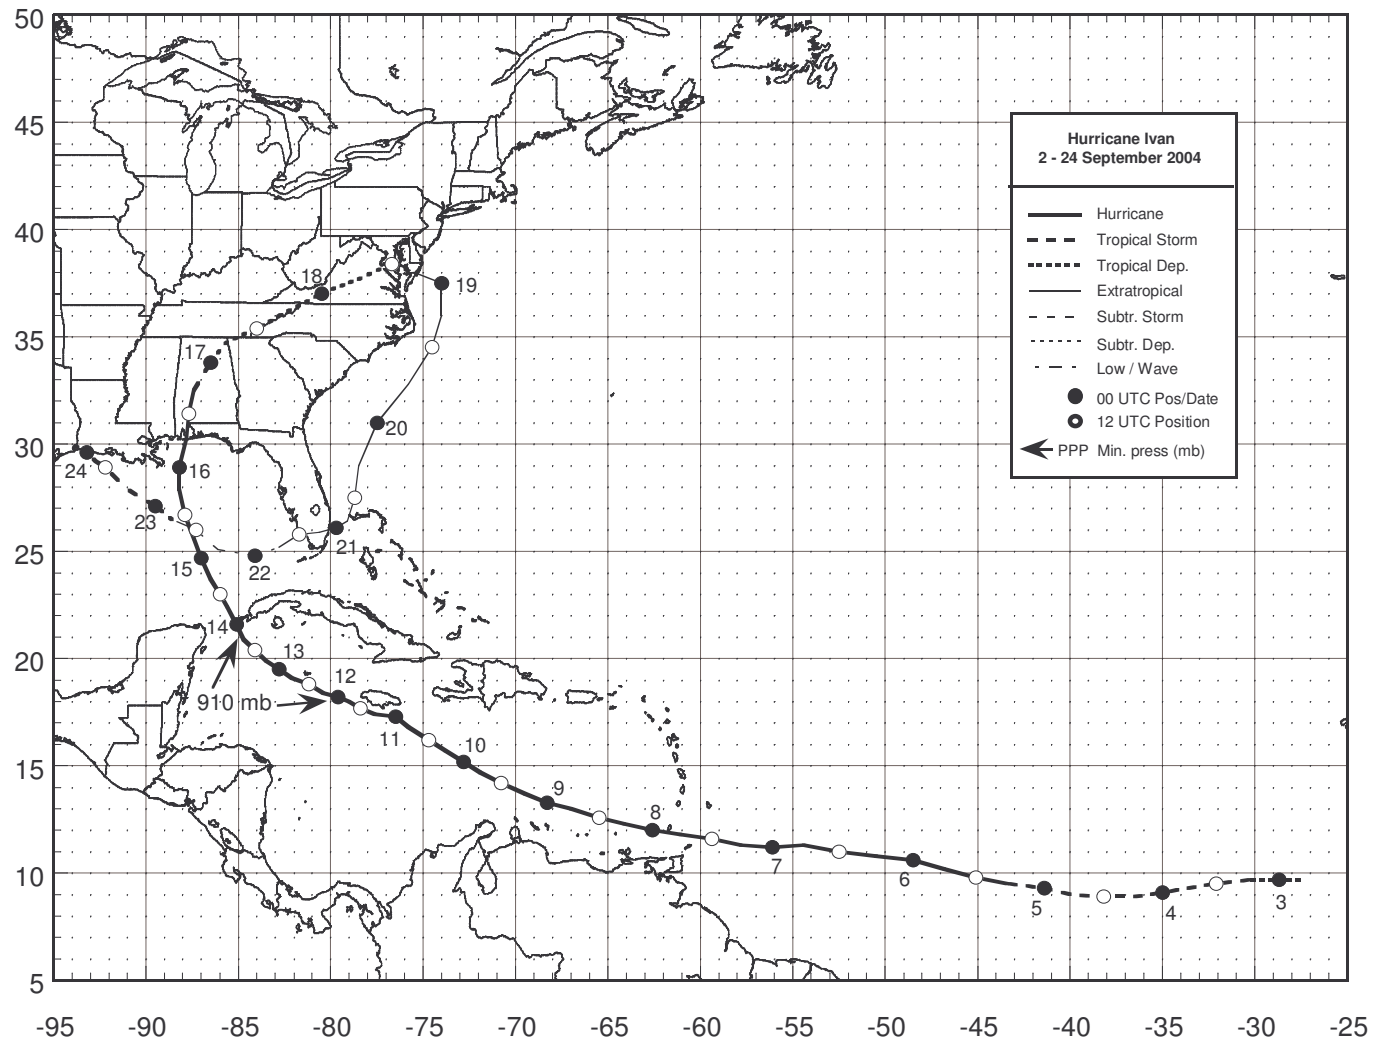 50
45
40
35
30
25
20
15
10
5
-95 -90 -85 -80 -75 -70 -65 -60 -55 -50 -45 -40 -35 -30 -25
Hurricane Ivan
2 - 24 September 2004
Hurricane
Tropical Storm
Tropical Dep.
Extratropical
Subtr. Storm
Subtr. Dep.
Low / Wave
00 UTC Pos/Date
12 UTC Position
PPP Min. press (mb)
18
19
17
20
24
16
23
21
15
22
14
13
12
910 mb
11
10
9
8
7
6
5
4
3